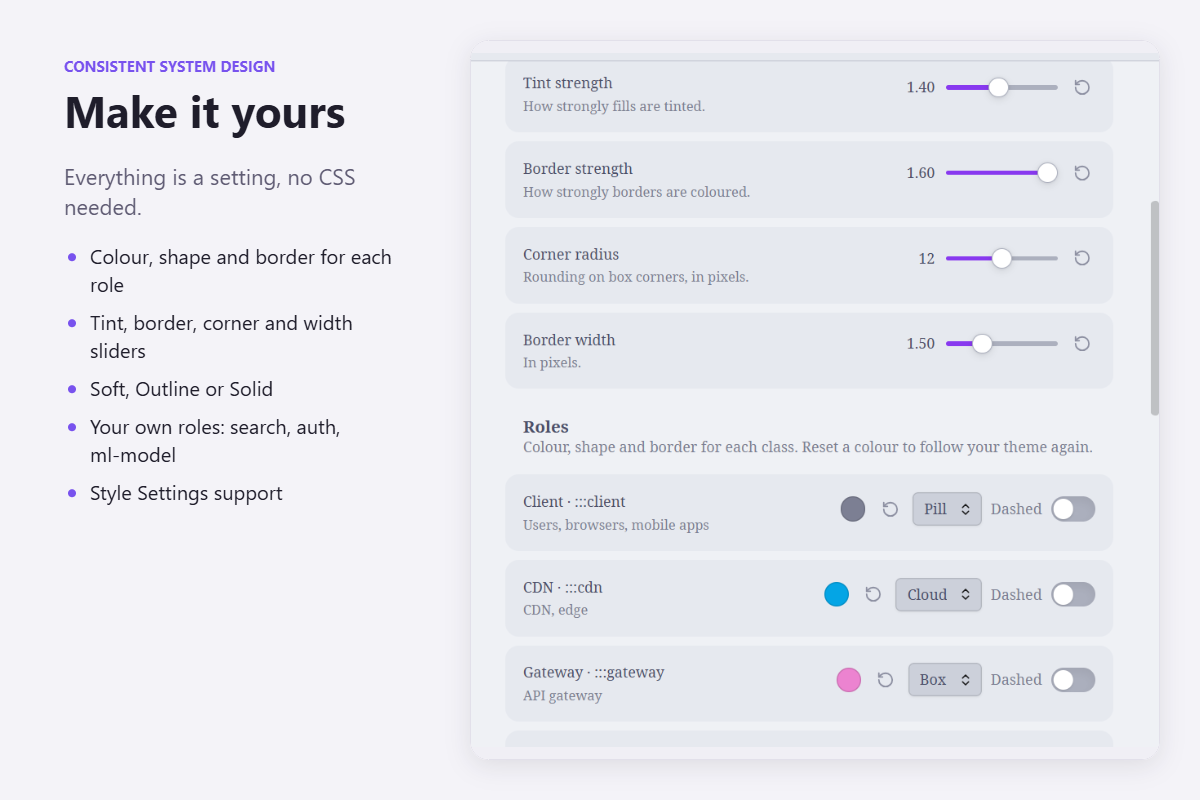 CONSISTENT SYSTEM DESIGN
Make it yours
Everything is a setting, no CSS
needed.
Colour, shape and border for each
role
Tint, border, corner and width
sliders
Soft, Outline or Solid
Your own roles: search, auth,
ml-model
Style Settings support
Tint strength
How strongly fills are tinted.
1.40
Border strength
How strongly borders are coloured.
1.60
Corner radius
Rounding on box corners, in pixels.
12
Border width
In pixels.
1.50
Roles
Colour, shape and border for each class. Reset a colour to follow your theme again.
Client · :::client
Users, browsers, mobile apps
Pill
Dashed
CDN · :::cdn
CDN, edge
Cloud
Dashed
Gateway · :::gateway
API gateway
Box
Dashed